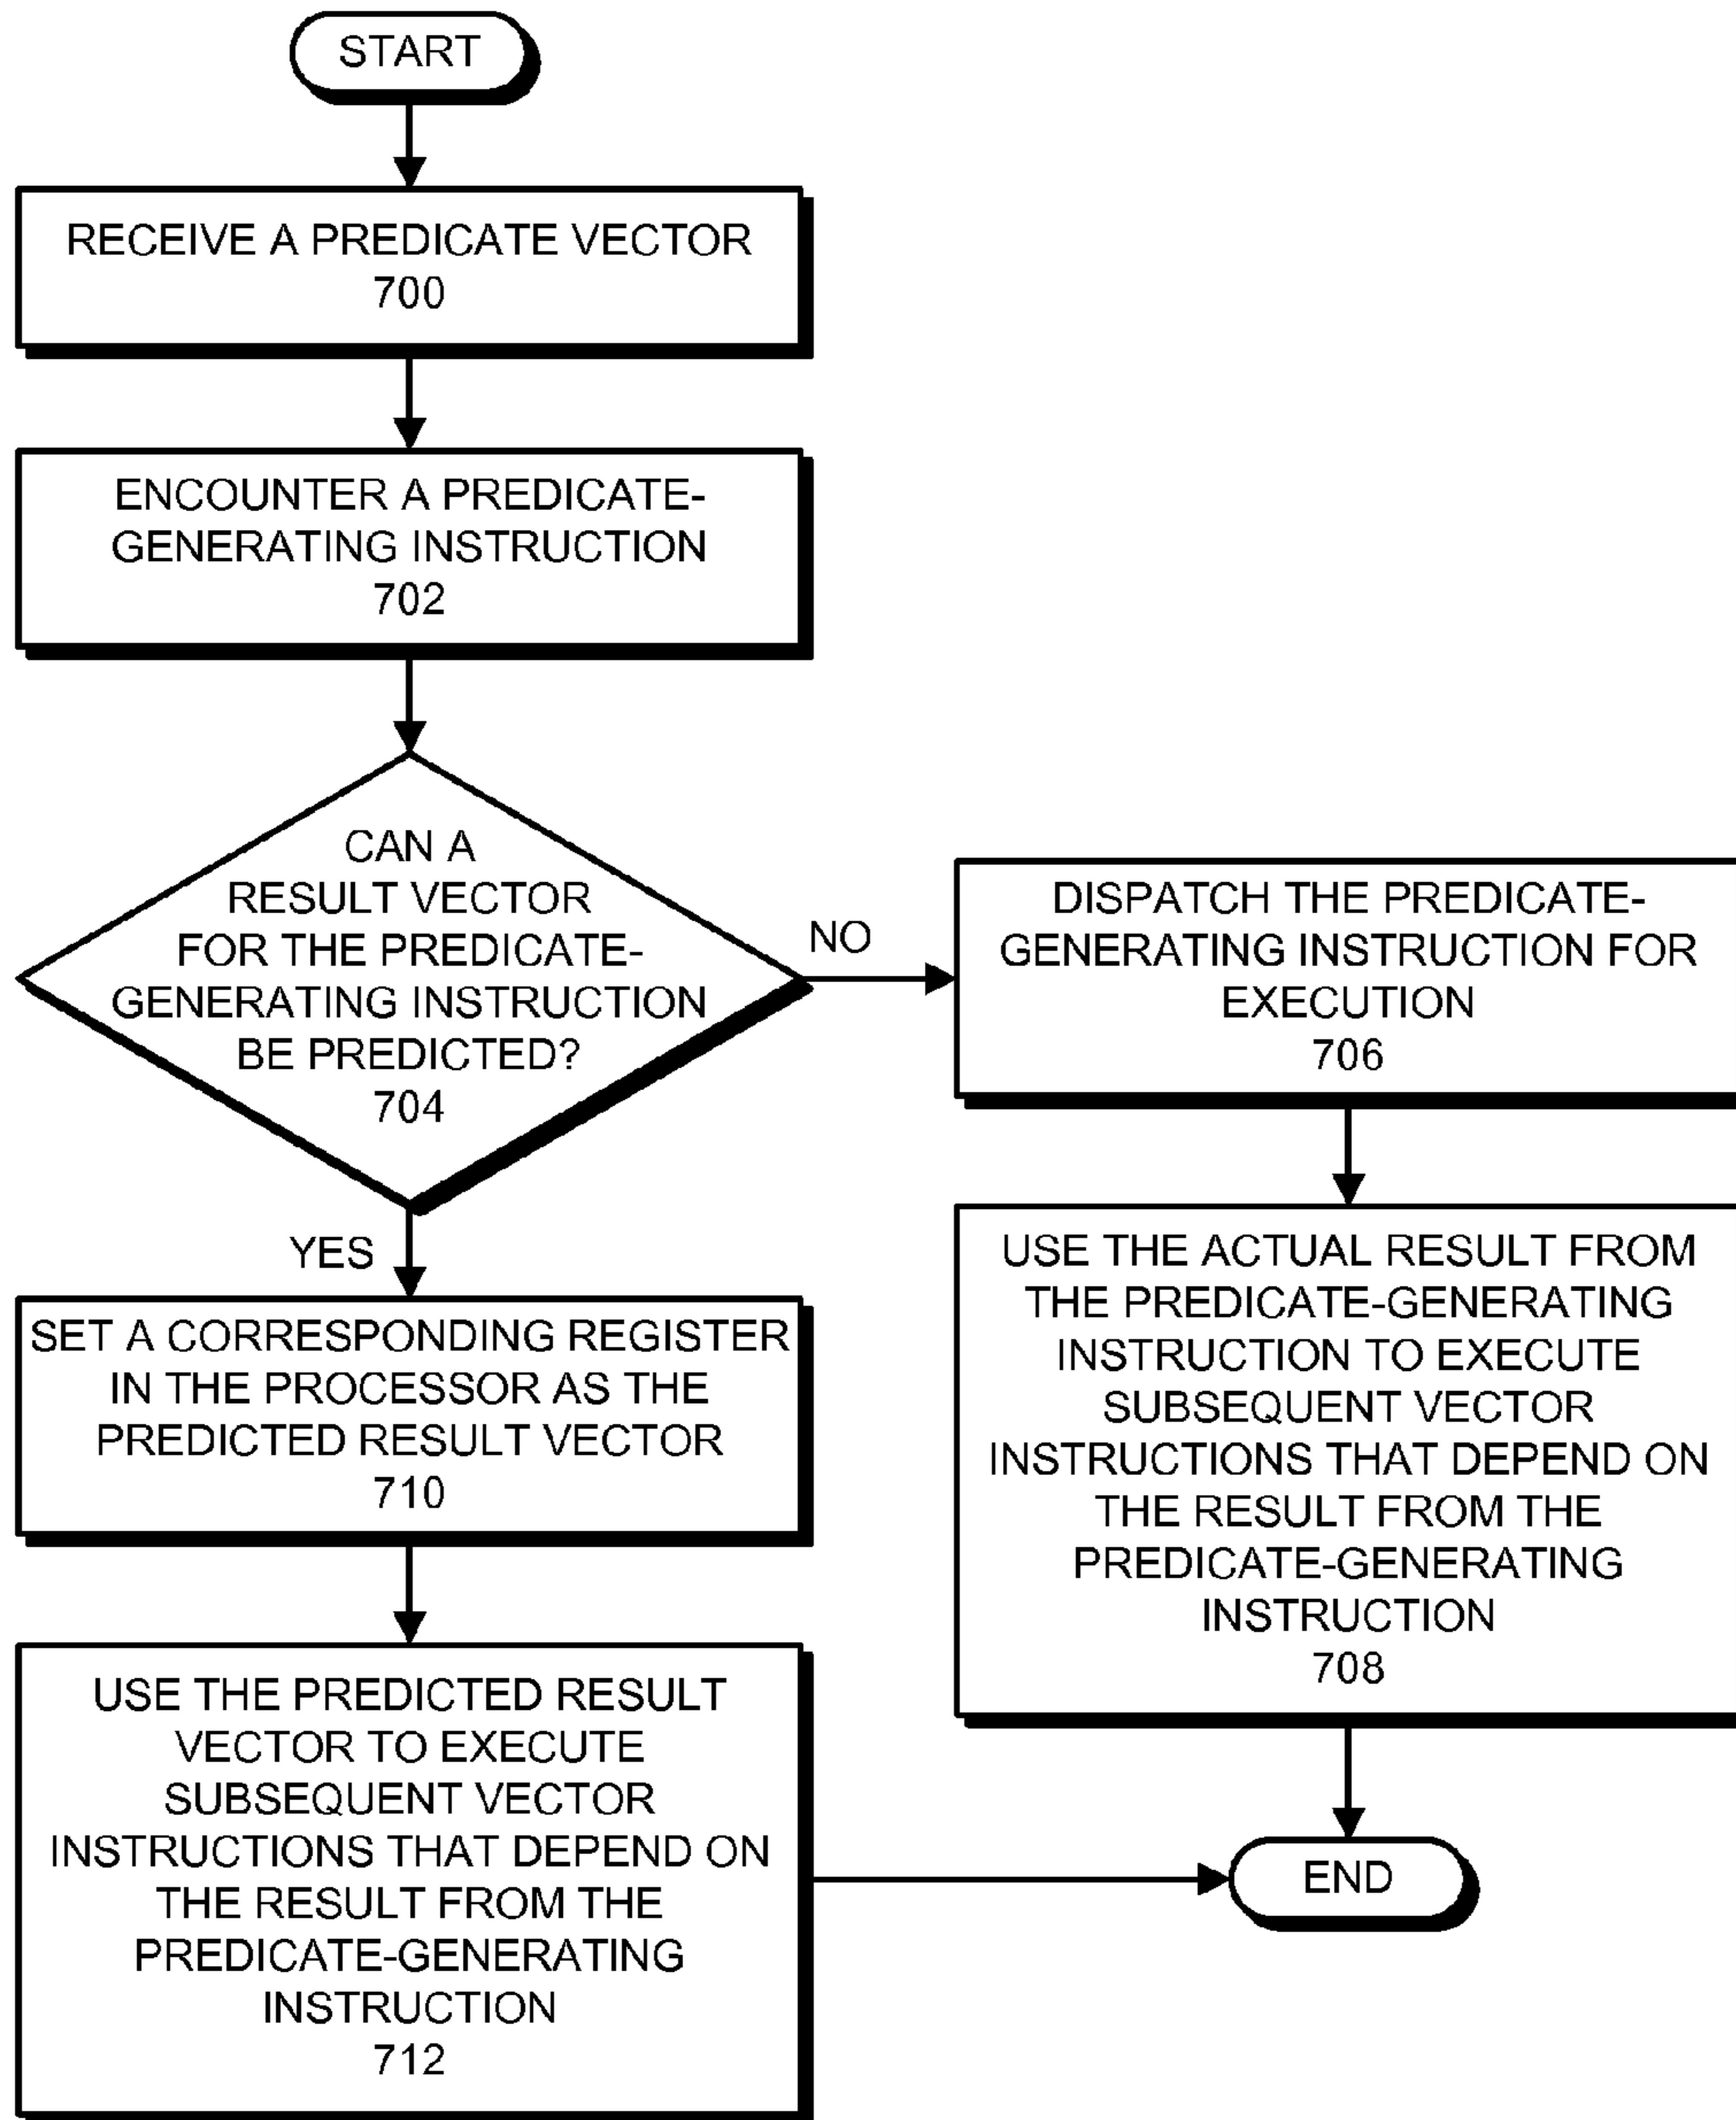 START
RECEIVE A PREDICATE VECTOR
700
ENCOUNTER A PREDICATE-
GENERATING INSTRUCTION
702
CAN A
RESULT VECTOR
FOR THE PREDICATE-
GENERATING INSTRUCTION
BE PREDICTED?
704
NO
DISPATCH THE PREDICATE-
GENERATING INSTRUCTION FOR
EXECUTION
706
USE THE ACTUAL RESULT FROM
THE PREDICATE-GENERATING
INSTRUCTION TO EXECUTE
SUBSEQUENT VECTOR
INSTRUCTIONS THAT DEPEND ON
THE RESULT FROM THE
PREDICATE-GENERATING
INSTRUCTION
708
YES
SET A CORRESPONDING REGISTER
IN THE PROCESSOR AS THE
PREDICTED RESULT VECTOR
710
USE THE PREDICTED RESULT
VECTOR TO EXECUTE
SUBSEQUENT VECTOR
INSTRUCTIONS THAT DEPEND ON
THE RESULT FROM THE
PREDICATE-GENERATING
INSTRUCTION
712
END